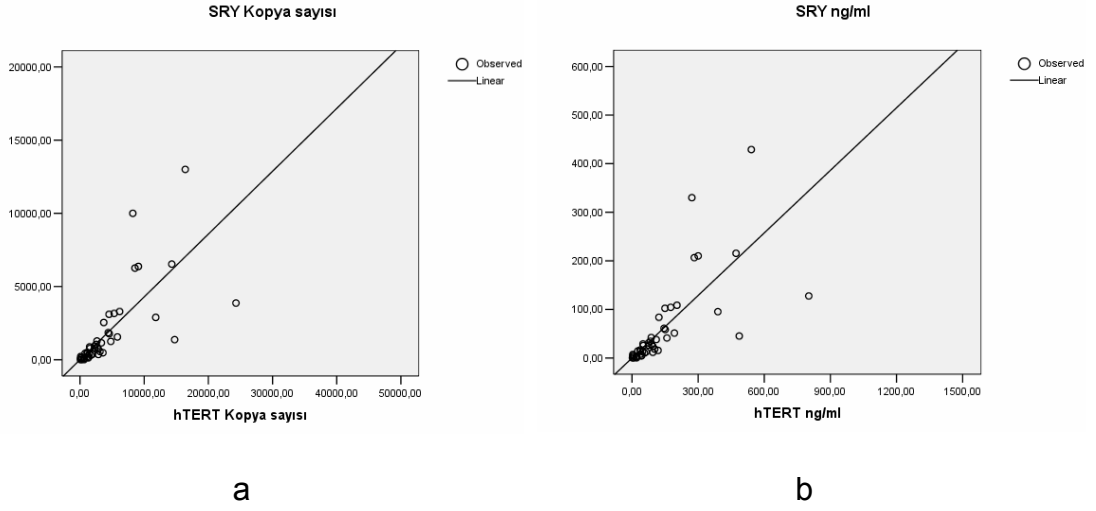 SRY Kopya sayısı
20000,00
15000,00
10000,00
5000,00
0,00
0,00 10000,00 20000,00 30000,00 40000,00 50000,00
hTERT Kopya sayısı
Observed
Linear
a
SRY ng/ml
600,00
500,00
400,00
300,00
200,00
100,00
0,00
0,00 300,00 600,00 900,00 1200,00 1500,00
hTERT ng/ml
Observed
Linear
b